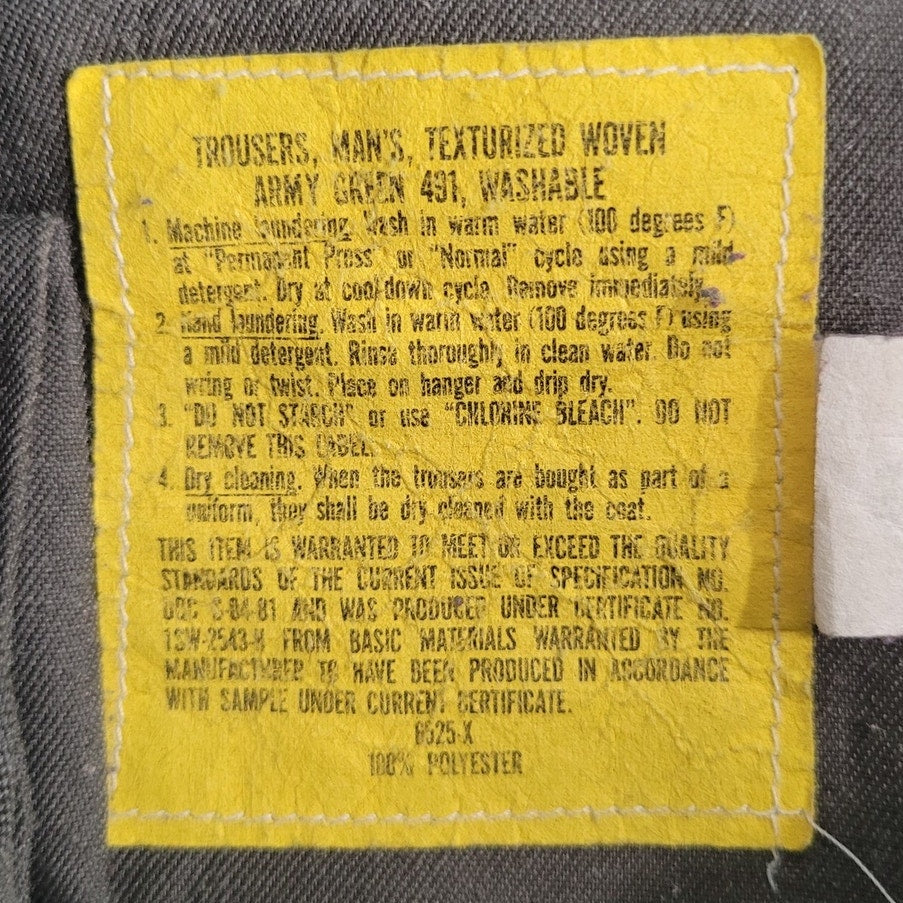 TROUSERS, MAN'S, TEXTURIZED WOVEN
ARMY GREEN 491, WASHABLE
1. Machine laundering. Wash in warm water (100 degrees F)
at "Permanent Press" or "Normal" cycle using a mild
detergent. Dry at cool down cycle. Remove immediately.
2. Hand laundering. Wash in warm water (100 degrees F) using
a mild detergent. Rinse thoroughly in clean water. Do not
wring or twist. Place on hanger and drip dry.
3. "DO NOT STARCH" or use "CHLORINE BLEACH". DO NOT
REMOVE THIS LABEL.
4. Dry cleaning. When the trousers are bought as part of a
uniform, they shall be dry cleaned with the coat.
THIS ITEM IS WARRANTED TO MEET OR EXCEED THE QUALITY
STANDARDS OF THE CURRENT ISSUE OF SPECIFICATION NO.
AND WAS PRODUCED UNDER CERTIFICATE NO.
FROM BASIC MATERIALS WARRANTED BY THE
MANUFACTURER TO HAVE BEEN PRODUCED IN ACCORDANCE
WITH SAMPLE UNDER CURRENT CERTIFICATE.
100% POLYESTER